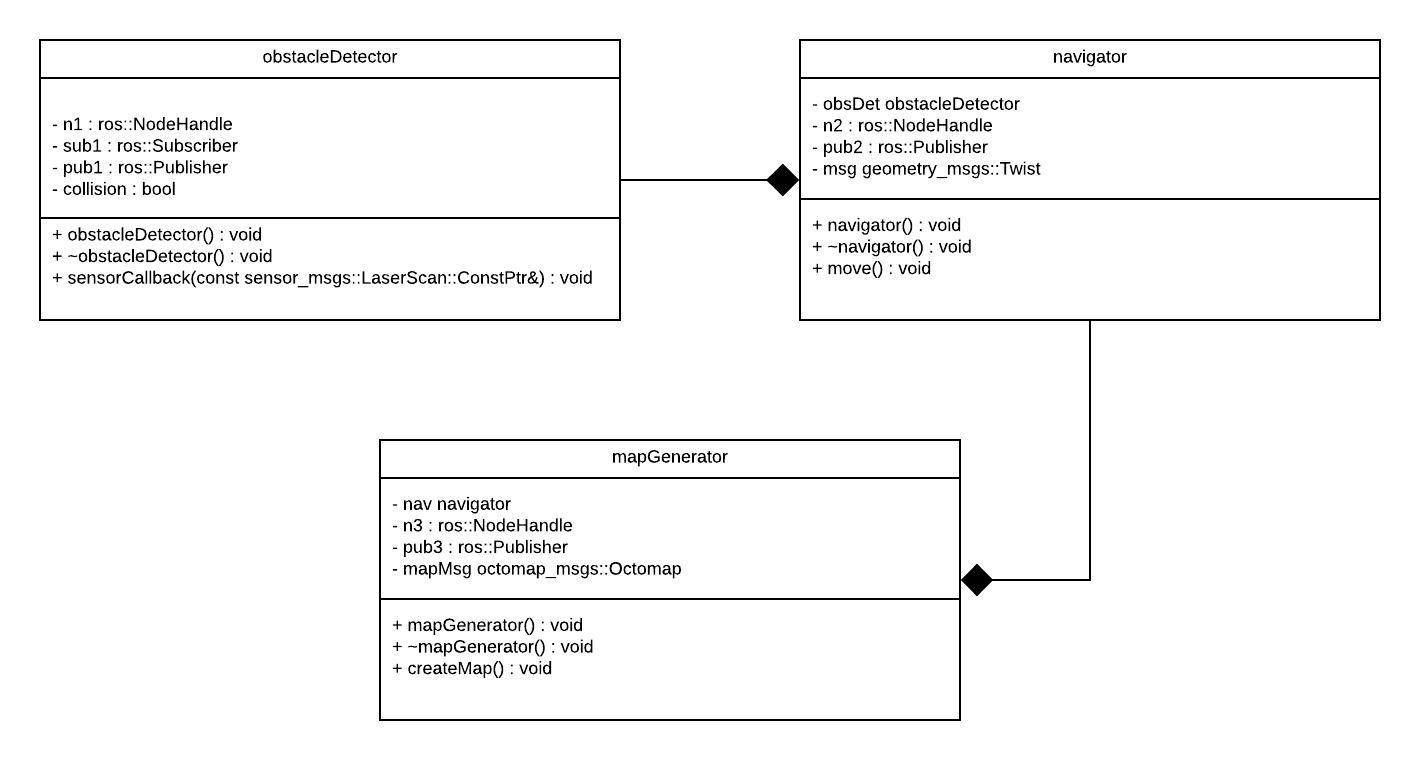 obstacleDetector
- n1 : ros::NodeHandle
- sub1 : ros::Subscriber
- pub1 : ros::Publisher
- collision : bool
+ obstacleDetector() : void
+ ~obstacleDetector() : void
+ sensorCallback(const sensor_msgs::LaserScan::ConstPtr&) : void
navigator
- obsDet obstacleDetector
- n2 : ros::NodeHandle
- pub2 : ros::Publisher
- msg geometry_msgs::Twist
+ navigator() : void
+ ~navigator() : void
+ move() : void
mapGenerator
- nav navigator
- n3 : ros::NodeHandle
- pub3 : ros::Publisher
- mapMsg octomap_msgs::Octomap
+ mapGenerator() : void
+ ~mapGenerator() : void
+ createMap() : void